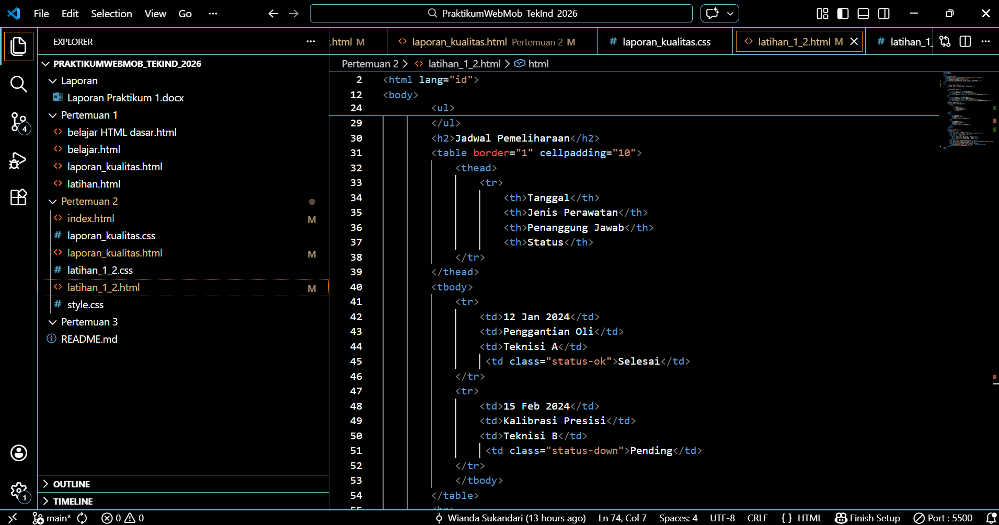 File Edit Selection View Go ··· PraktikumWebMob_TekInd_2026
EXPLORER ···
PRAKTIKUMWEBMOB_TEKIND_2026
Laporan
Laporan Praktikum 1.docx
Pertemuan 1
belajar HTML dasar.html
belajar.html
laporan_kualitas.html
latihan.html
Pertemuan 2
index.html M
laporan_kualitas.css
laporan_kualitas.html M
latihan_1_2.css
latihan_1_2.html M
style.css
Pertemuan 3
README.md
OUTLINE
TIMELINE
4
1
.html M laporan_kualitas.html Pertemuan 2 M laporan_kualitas.css latihan_1_2.html M latihan_1_
Pertemuan 2 > latihan_1_2.html > html
2 <html lang="id">
12 <body>
24 <ul>
29 </ul>
30 <h2>Jadwal Pemeliharaan</h2>
31 <table border="1" cellpadding="10">
32 <thead>
33 <tr>
34 <th>Tanggal</th>
35 <th>Jenis Perawatan</th>
36 <th>Penanggung Jawab</th>
37 <th>Status</th>
38 </tr>
39 </thead>
40 <tbody>
41 <tr>
42 <td>12 Jan 2024</td>
43 <td>Penggantian Oli</td>
44 <td>Teknisi A</td>
45 <td class="status-ok">Selesai</td>
46 </tr>
47 <tr>
48 <td>15 Feb 2024</td>
49 <td>Kalibrasi Presisi</td>
50 <td>Teknisi B</td>
51 <td class="status-down">Pending</td>
52 </tr>
53 </tbody>
54 </table>
main* 0 0 Wianda Sukandari (13 hours ago) Ln 74, Col 7 Spaces: 4 UTF-8 CRLF {} HTML Finish Setup Port : 5500